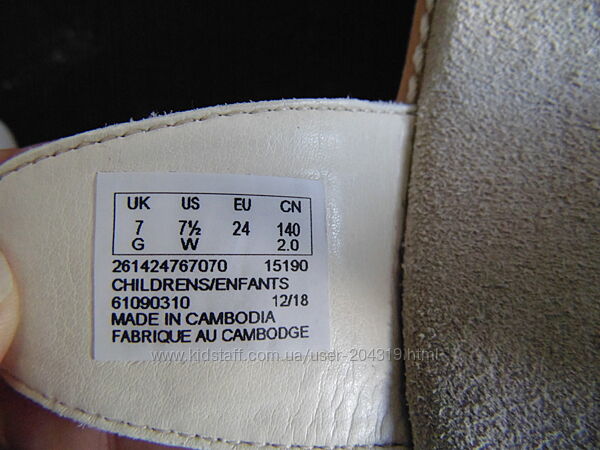 UK US EU CN
7 7½ 24 140
G W 2.0
261424767070 15190
CHILDRENS/ENFANTS
61090310 12/18
MADE IN CAMBODIA
FABRIQUE AU CAMBODGE
www.kidstaff.com.ua/user-204319.html